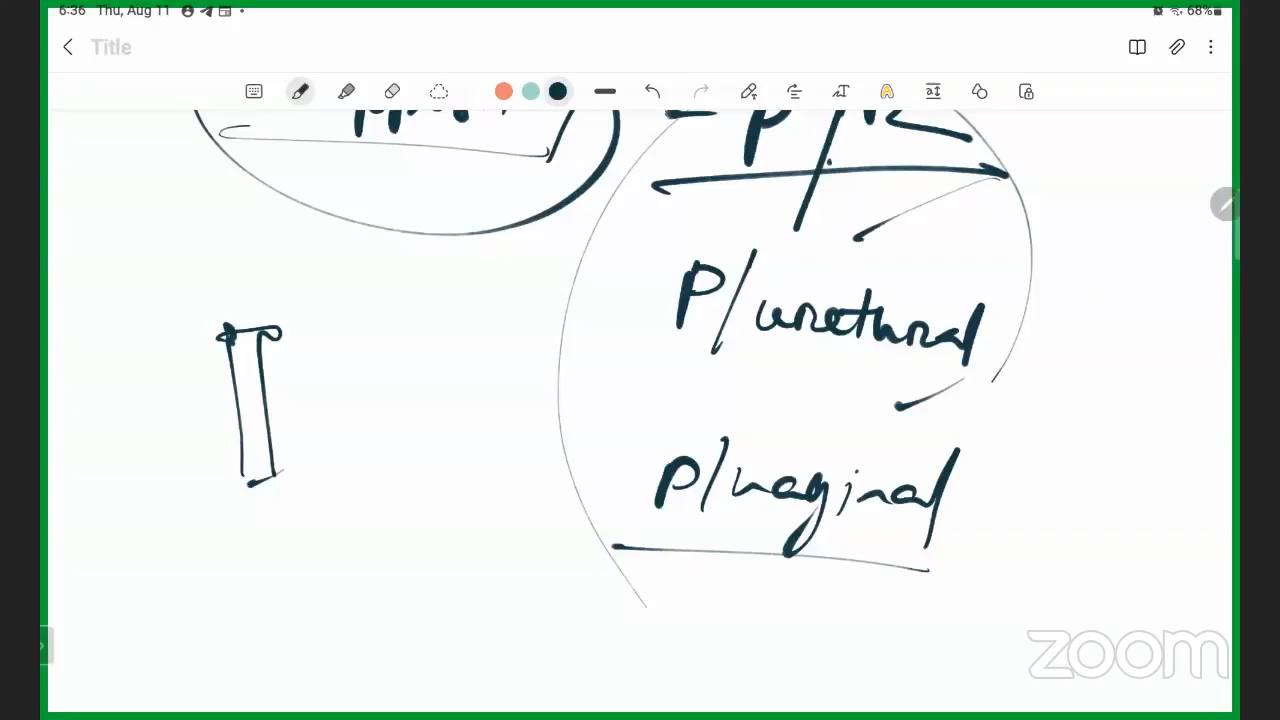 6:36 Thu, Aug 11
68%
Title
P/R
P/urethral
P/vaginal
zoom